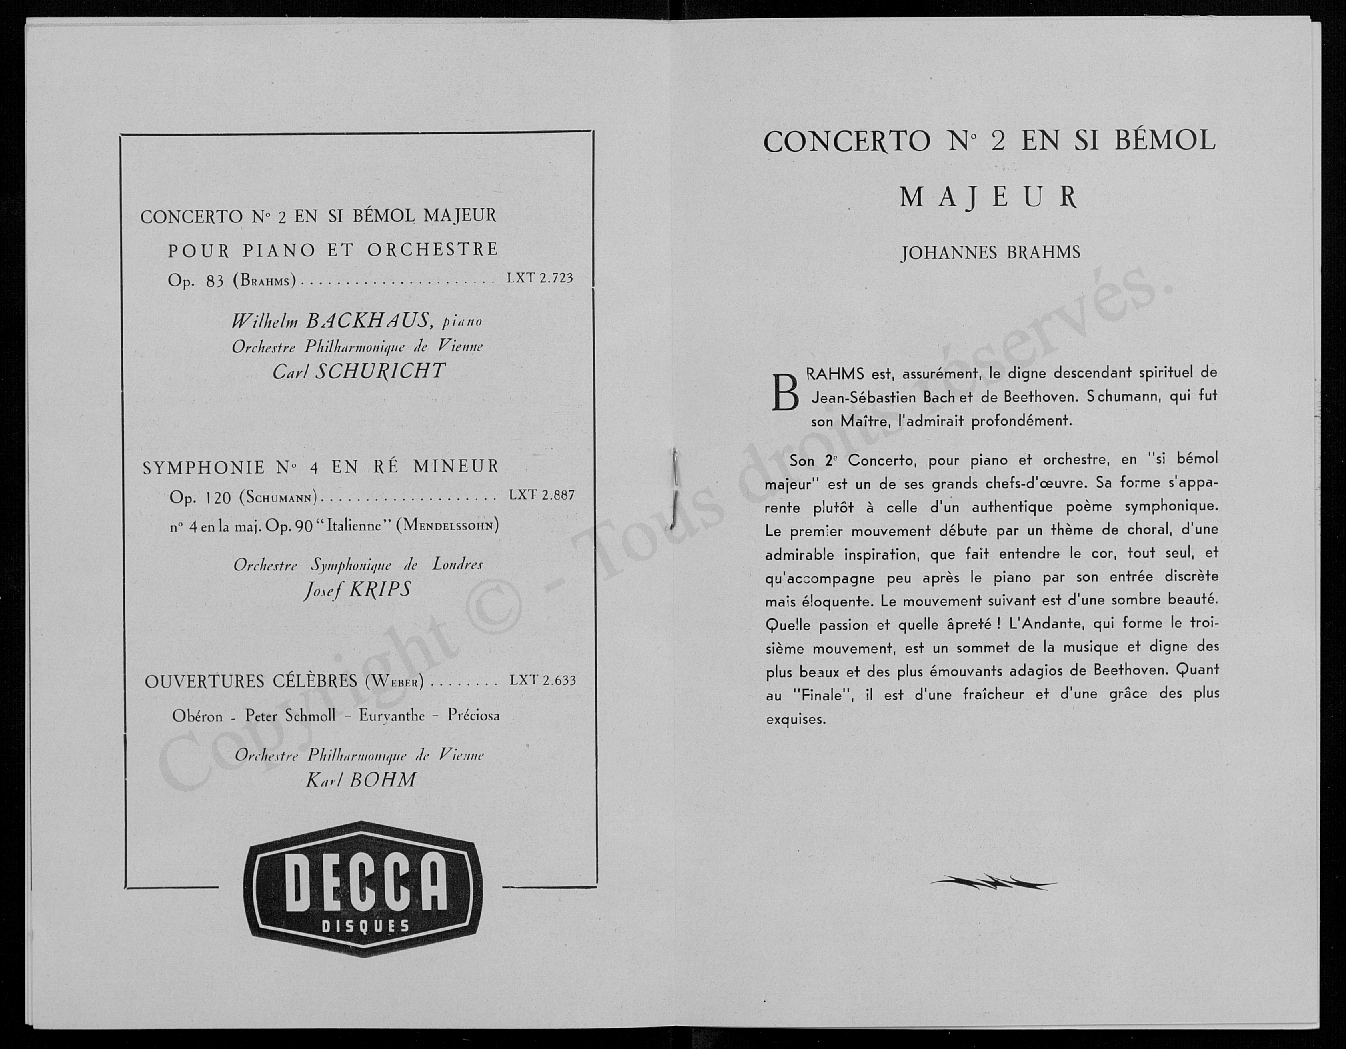 CONCERTO Nº 2 EN SI BÉMOL MAJEUR
POUR PIANO ET ORCHESTRE
Op. 83 (BRAHMS) ...................... LXT 2.723
Wilhelm BACKHAUS, piano
Orchestre Philharmonique de Vienne
Carl SCHURICHT
SYMPHONIE Nº 4 EN RÉ MINEUR
Op. 120 (SCHUMANN) .................... LXT 2.887
nº 4 en la maj. Op. 90 "Italienne" (MENDELSSOHN)
Orchestre Symphonique de Londres
Josef KRIPS
OUVERTURES CÉLÈBRES (WEBER) ........ LXT 2.633
Obéron - Peter Schmoll - Euryanthe - Préciosa
Orchestre Philharmonique de Vienne
Karl BOHM
DECCA
DISQUES
CONCERTO Nº 2 EN SI BÉMOL
MAJEUR
JOHANNES BRAHMS
BRAHMS est, assurément, le digne descendant spirituel de
Jean-Sébastien Bach et de Beethoven. Schumann, qui fut
son Maître, l'admirait profondément.
Son 2e Concerto, pour piano et orchestre, en "si bémol
majeur" est un de ses grands chefs-d'œuvre. Sa forme s'appa-
rente plutôt à celle d'un authentique poème symphonique.
Le premier mouvement débute par un thème de choral, d'une
admirable inspiration, que fait entendre le cor, tout seul, et
qu'accompagne peu après le piano par son entrée discrète
mais éloquente. Le mouvement suivant est d'une sombre beauté.
Quelle passion et quelle âpreté ! L'Andante, qui forme le troi-
sième mouvement, est un sommet de la musique et digne des
plus beaux et des plus émouvants adagios de Beethoven. Quant
au "Finale", il est d'une fraîcheur et d'une grâce des plus
exquises.
Copyright © - Tous droits réservés.